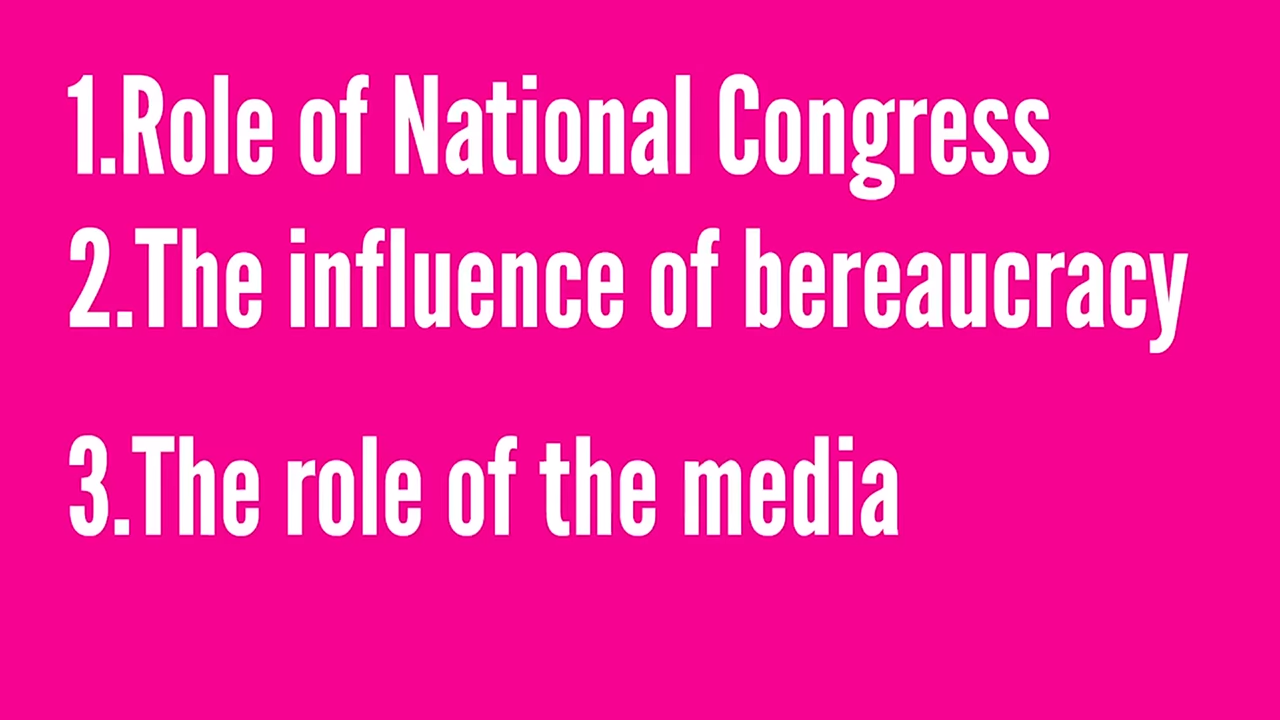 1.Role of National Congress
2.The influence of bereaucracy
3.The role of the media